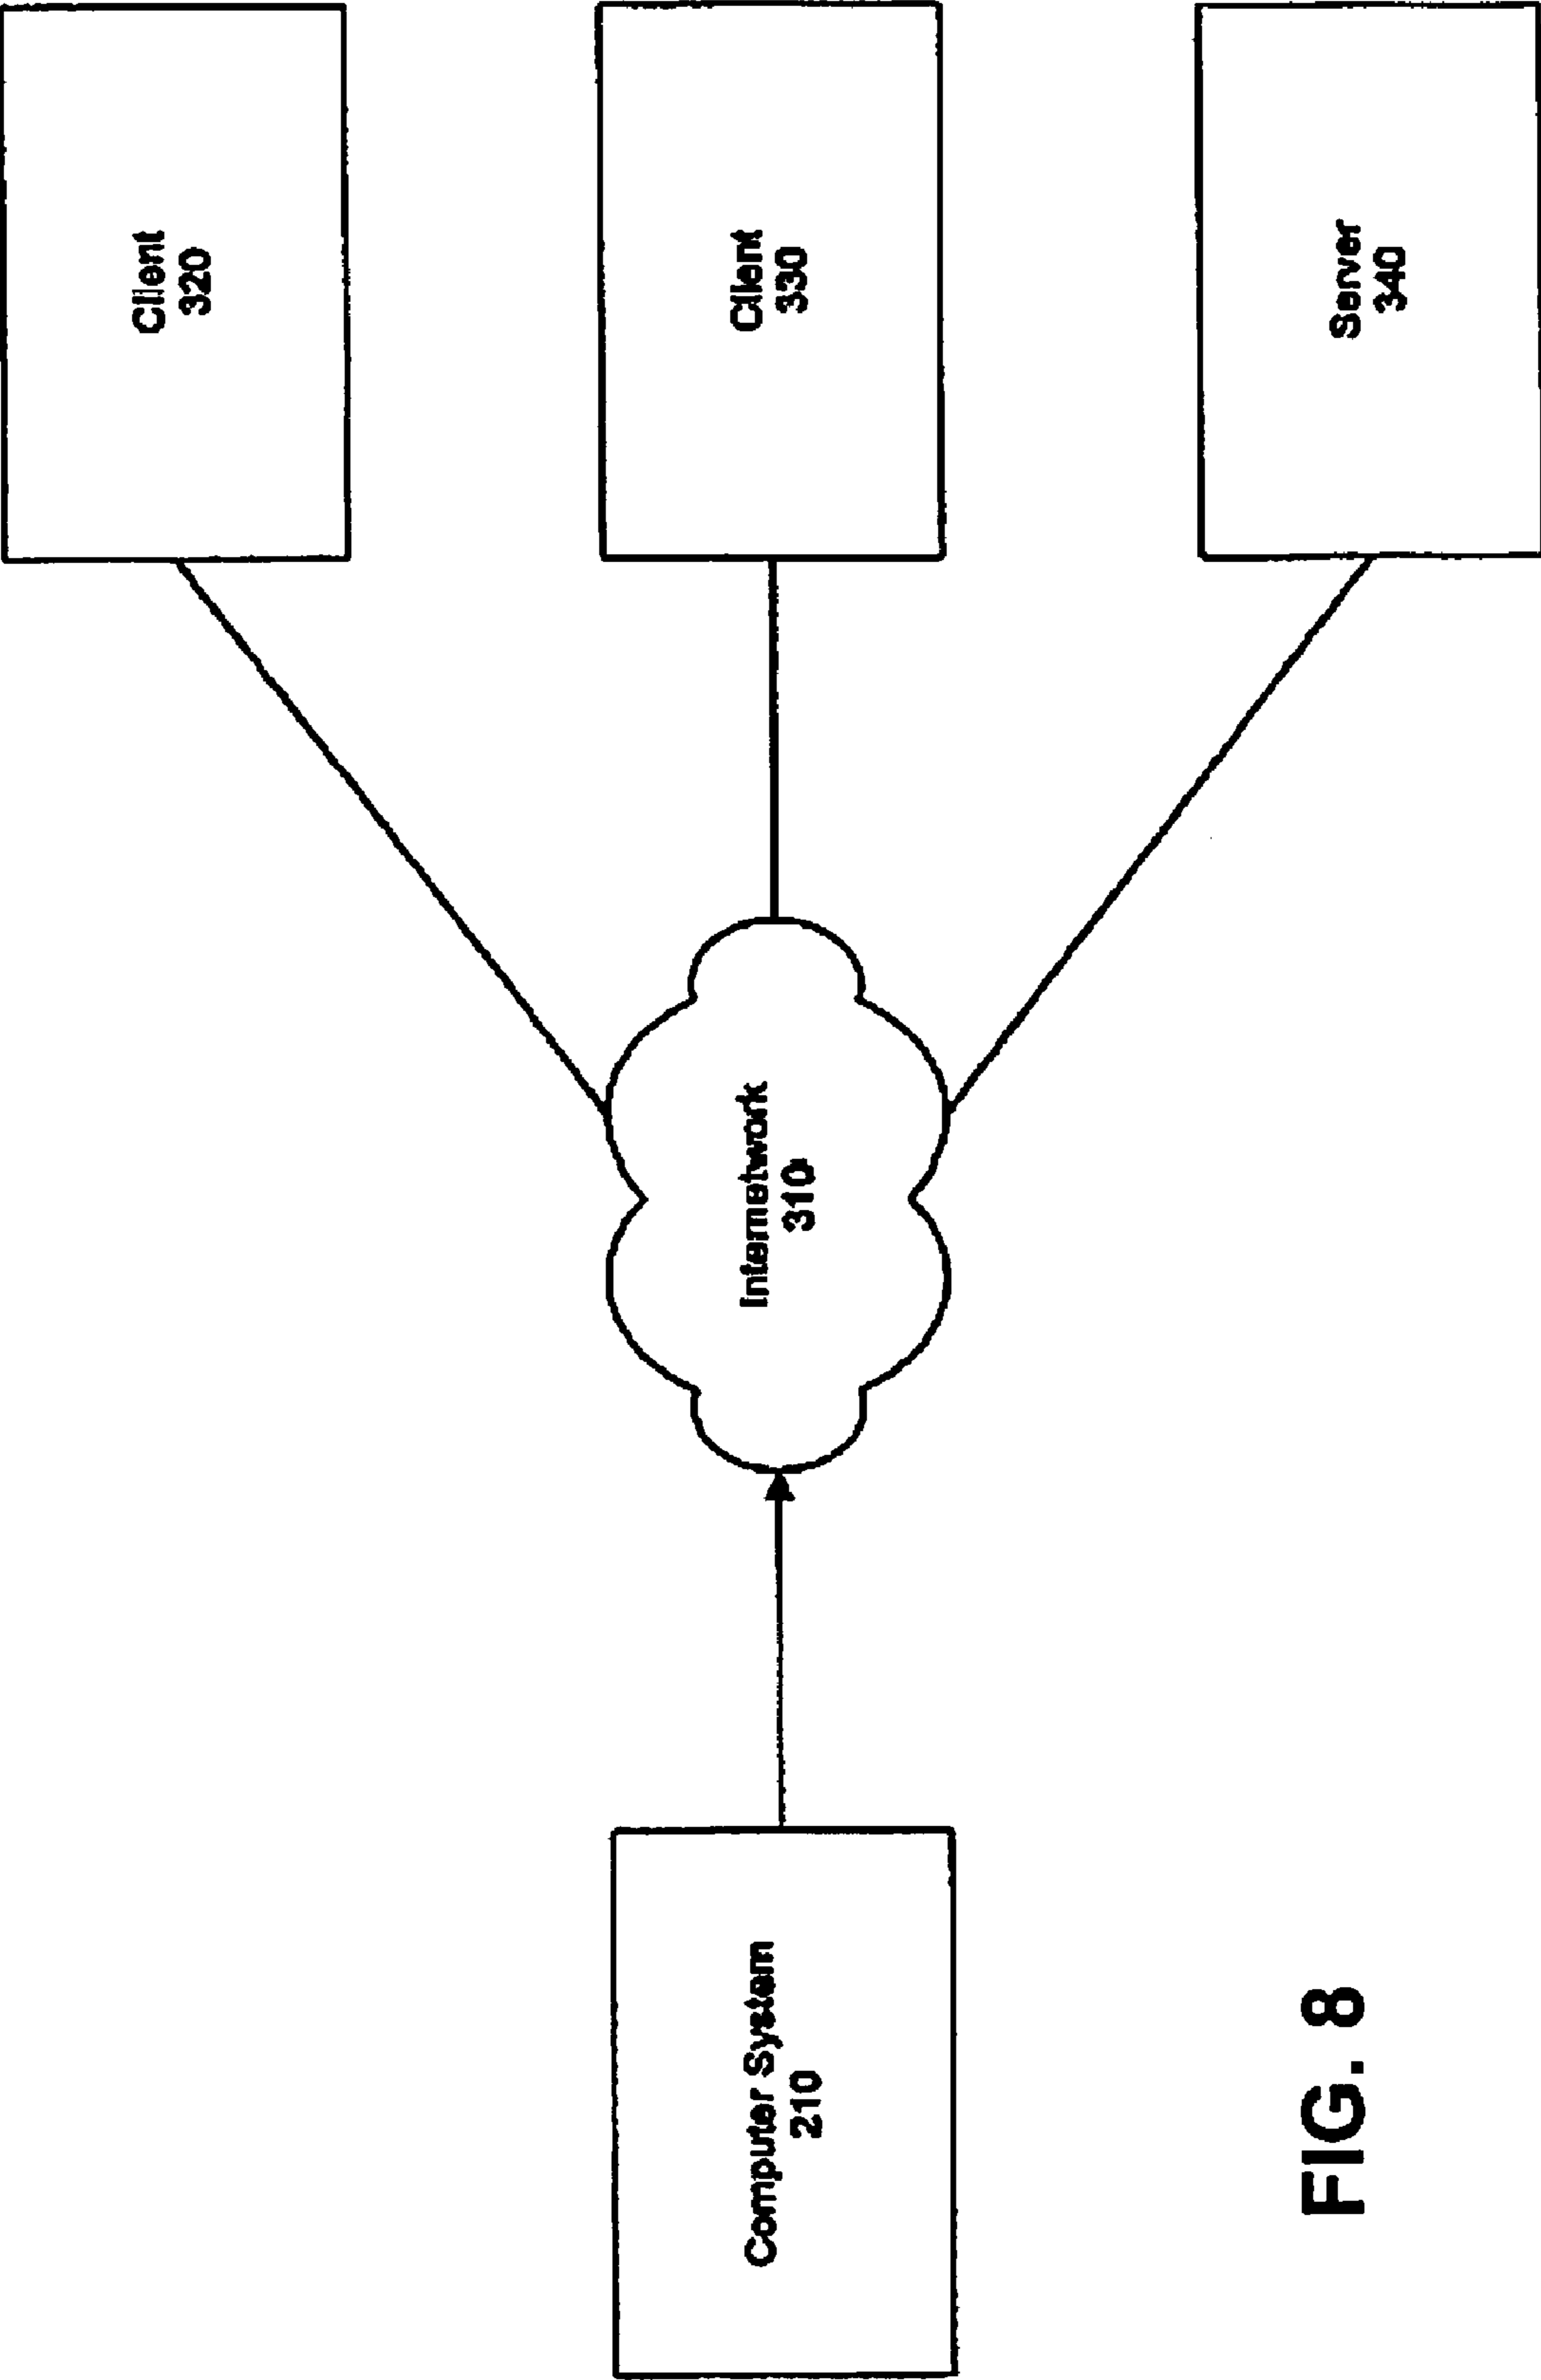 Client
320
Client
330
Server
340
Internetwork
310
Computer System
210
FIG. 8